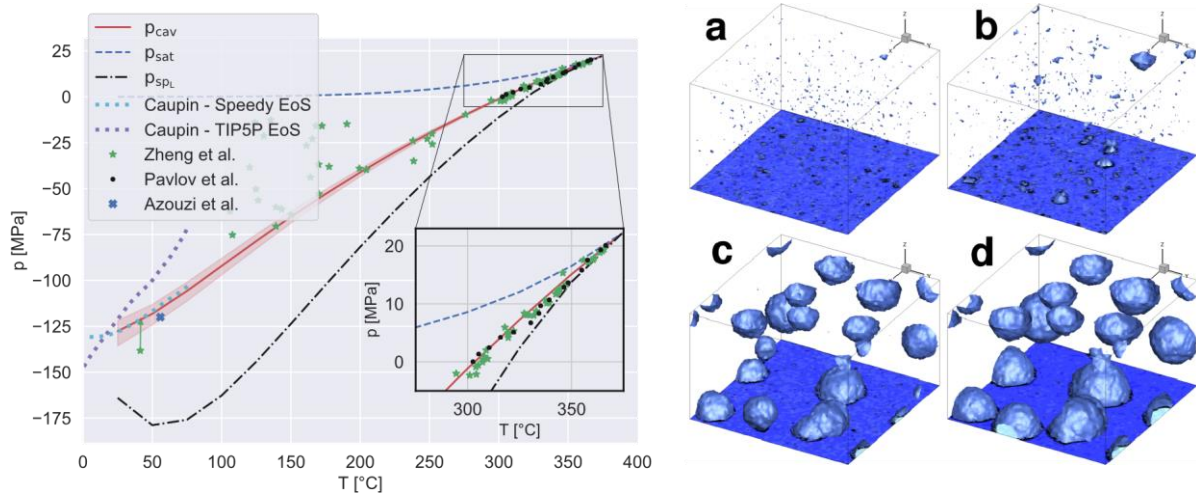 p_cav
p_sat
p_spL
Caupin - Speedy EoS
Caupin - TIP5P EoS
Zheng et al.
Pavlov et al.
Azouzi et al.
25
0
−25
−50
−75
−100
−125
−150
−175
p [MPa]
0 50 100 150 200 250 300 350 400
T [°C]
20
10
0
p [MPa]
300 350
T [°C]
a
b
c
d